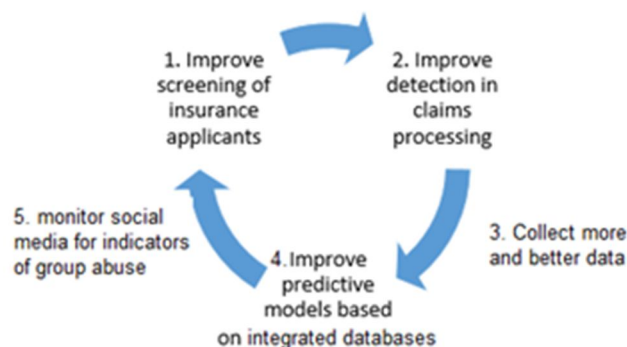 1. Improve
screening of
insurance
applicants
2. Improve
detection in
claims
processing
3. Collect more
and better data
4. Improve
predictive
models based
on integrated databases
5. monitor social
media for indicators
of group abuse